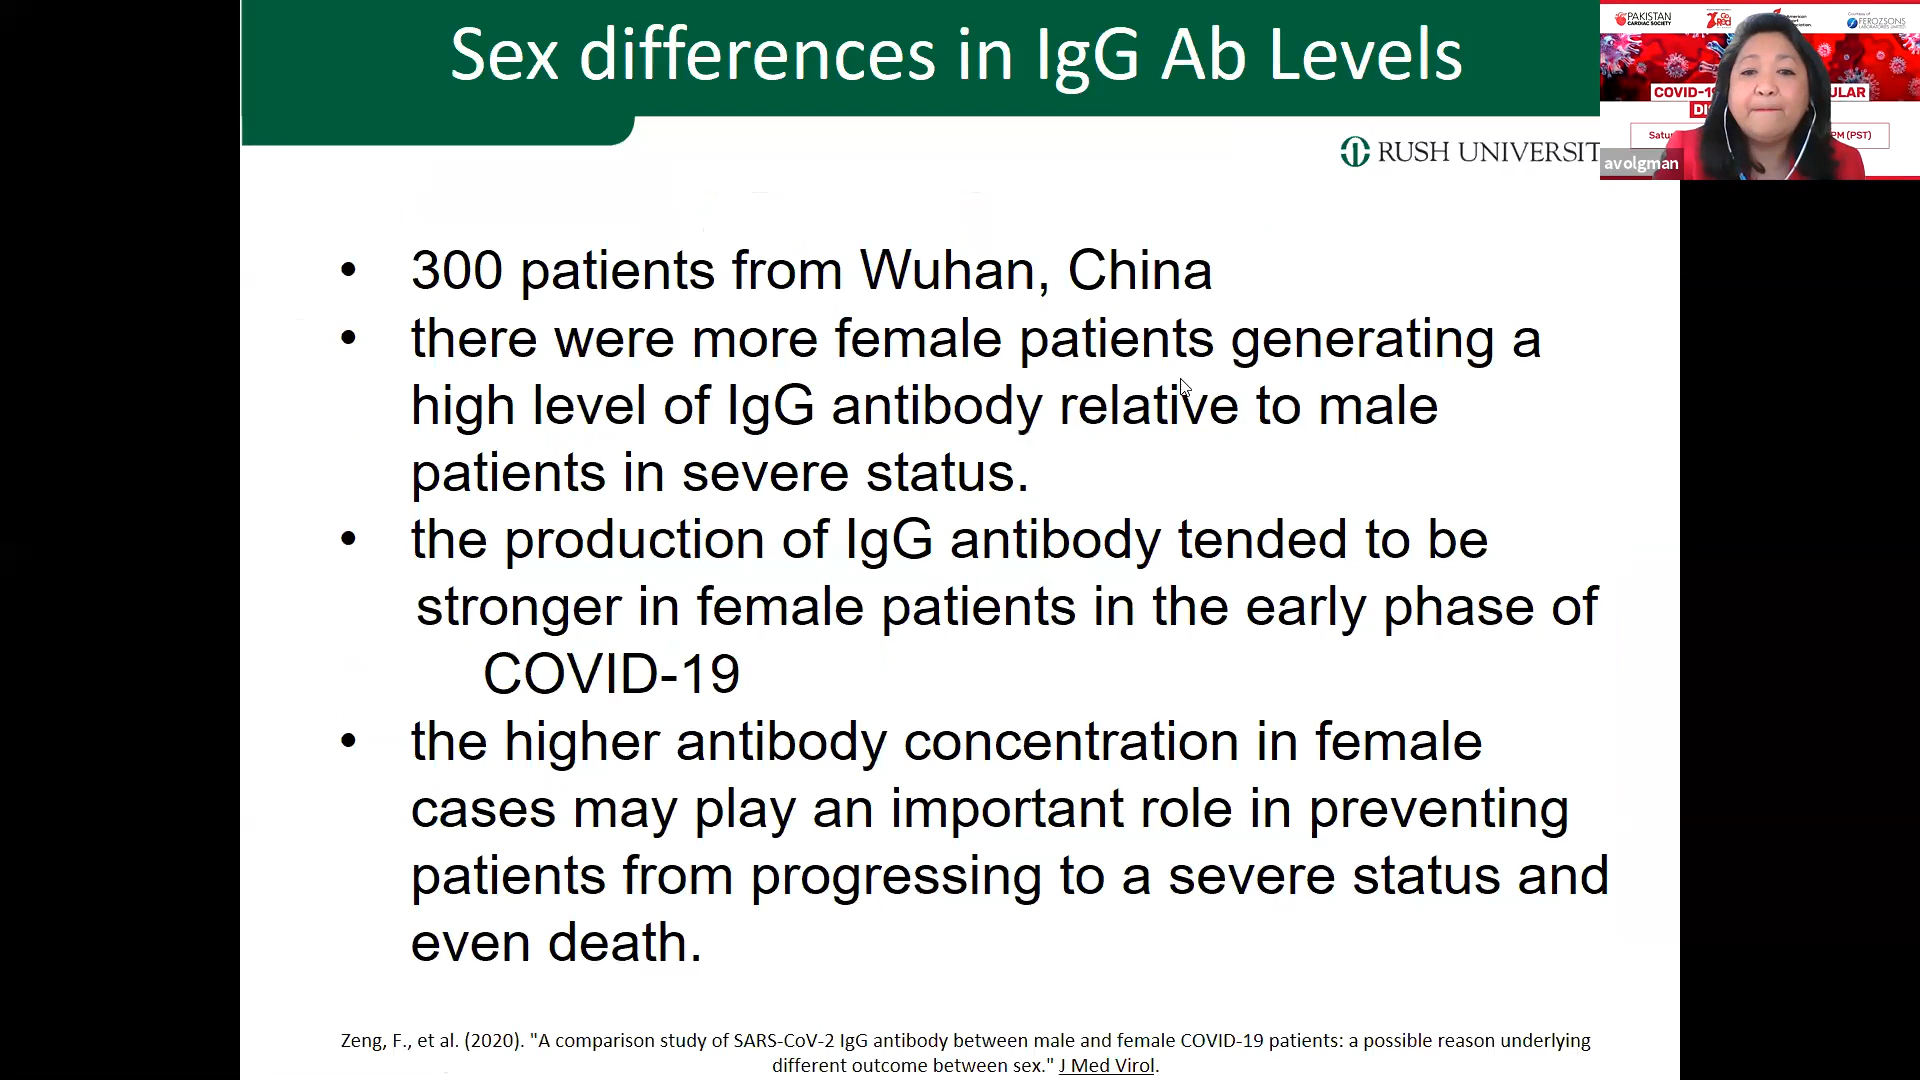 Sex differences in IgG Ab Levels
RUSH UNIVERSIT
PAKISTAN
CARDIAC SOCIETY
FEROZSONS
COVID-19
ULAR
PM (PST)
avolgman
• 300 patients from Wuhan, China
• there were more female patients generating a
high level of IgG antibody relative to male
patients in severe status.
• the production of IgG antibody tended to be
stronger in female patients in the early phase of
COVID-19
• the higher antibody concentration in female
cases may play an important role in preventing
patients from progressing to a severe status and
even death.
Zeng, F., et al. (2020). "A comparison study of SARS-CoV-2 IgG antibody between male and female COVID-19 patients: a possible reason underlying
different outcome between sex." J Med Virol.